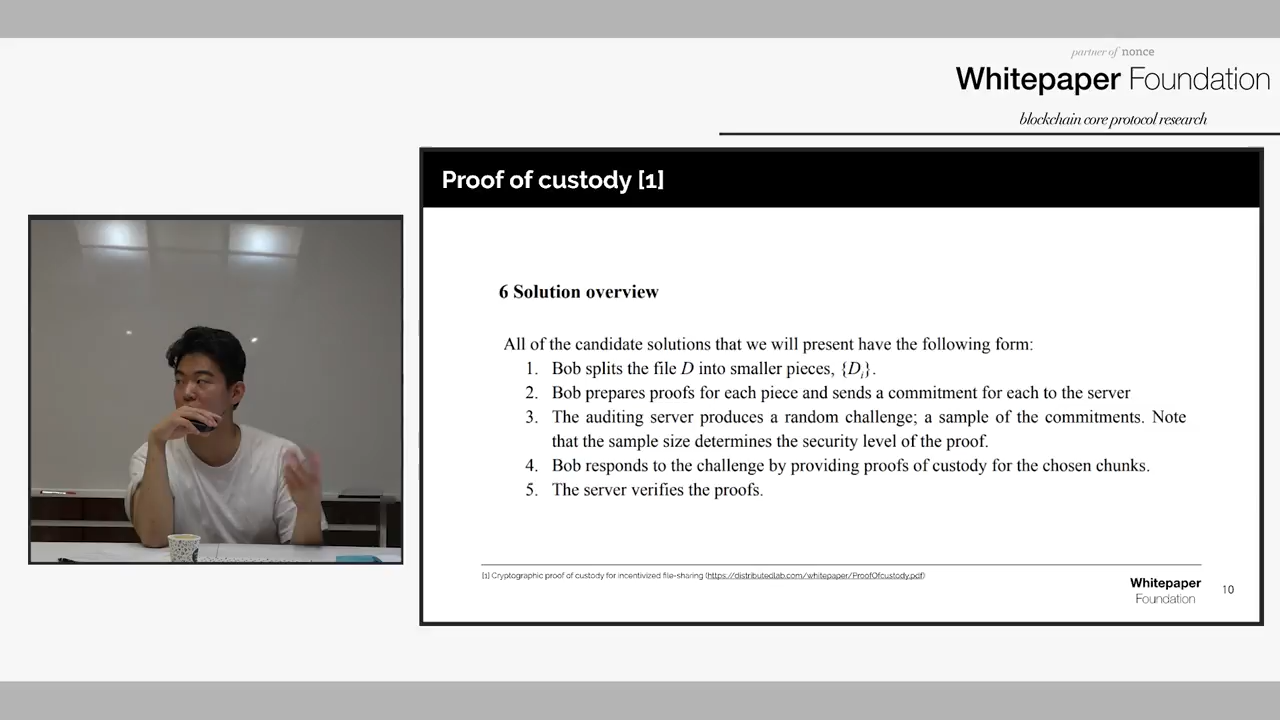 partner of nonce
Whitepaper Foundation
blockchain core protocol research
Proof of custody [1]
6 Solution overview
All of the candidate solutions that we will present have the following form:
1. Bob splits the file D into smaller pieces, {Di}.
2. Bob prepares proofs for each piece and sends a commitment for each to the server
3. The auditing server produces a random challenge; a sample of the commitments. Note
that the sample size determines the security level of the proof.
4. Bob responds to the challenge by providing proofs of custody for the chosen chunks.
5. The server verifies the proofs.
[1] Cryptographic proof of custody for incentivized file-sharing (https://distributedlab.com/whitepaper/ProofOfcustody.pdf)
Whitepaper
Foundation
10